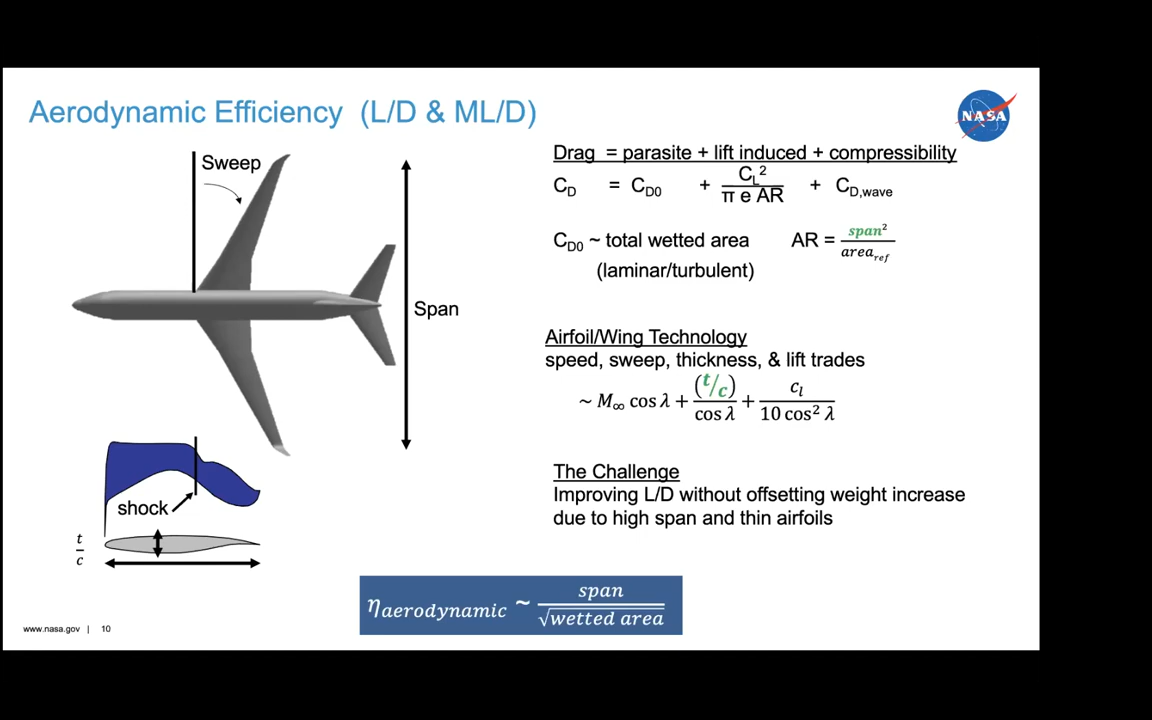 Aerodynamic Efficiency (L/D & ML/D)
NASA
Sweep
Span
shock
t/c
Drag = parasite + lift induced + compressibility
C_D = C_D0 + C_L² / π e AR + C_D,wave
C_D0 ~ total wetted area AR = span² / area_ref
(laminar/turbulent)
Airfoil/Wing Technology
speed, sweep, thickness, & lift trades
~ M_∞ cos λ + (t/c) / cos λ + c_l / 10 cos² λ
The Challenge
Improving L/D without offsetting weight increase
due to high span and thin airfoils
η_aerodynamic ~ span / √wetted area
www.nasa.gov | 10